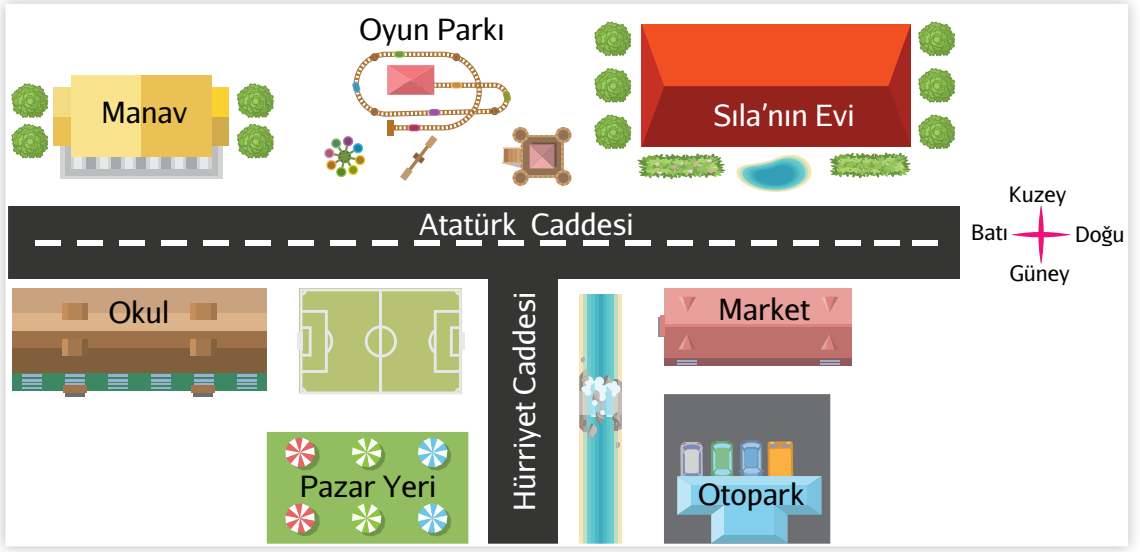 Oyun Parkı
Manav
Sıla'nın Evi
Atatürk Caddesi
Kuzey
Batı
Doğu
Güney
Okul
Hürriyet Caddesi
Market
Pazar Yeri
Otopark